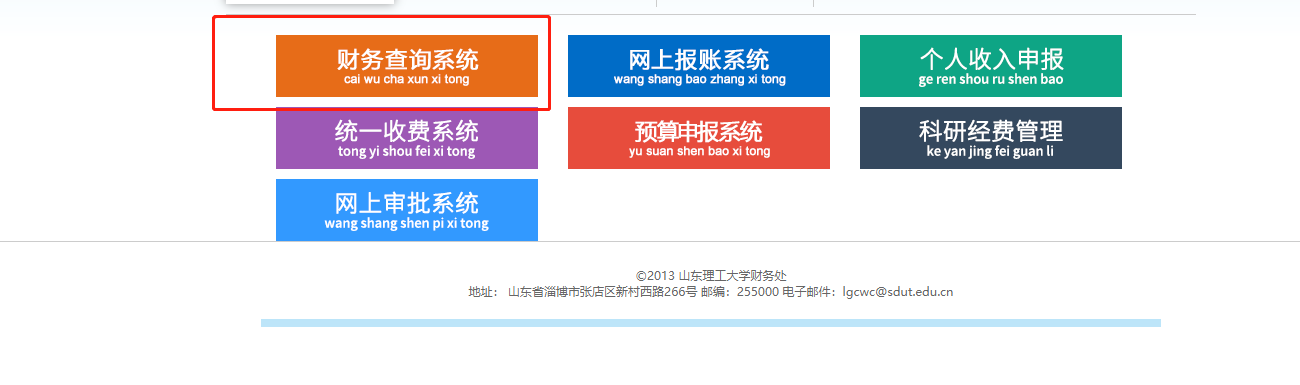 财务查询系统
cai wu cha xun xi tong
网上报账系统
wang shang bao zhang xi tong
个人收入申报
ge ren shou ru shen bao
统一收费系统
tong yi shou fei xi tong
预算申报系统
yu suan shen bao xi tong
科研经费管理
ke yan jing fei guan li
网上审批系统
wang shang shen pi xi tong
©2013 山东理工大学财务处
地址： 山东省淄博市张店区新村西路266号 邮编：255000 电子邮件：lgcwc@sdut.edu.cn